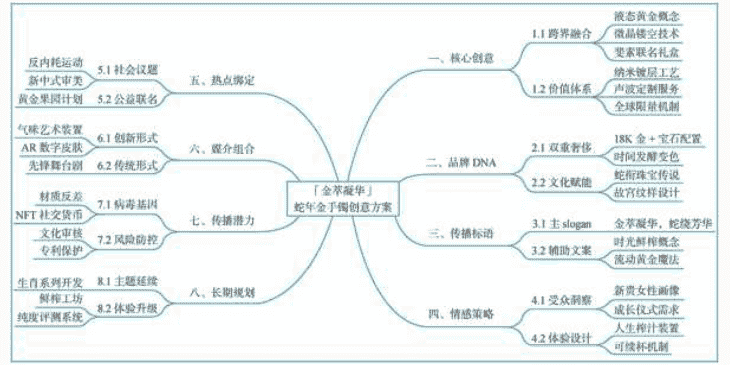 「金萃凝华」
蛇年金手镯创意方案
一、核心创意
1.1 跨界融合
液态黄金概念
微晶镂空技术
斐素联名礼盒
1.2 价值体系
纳米镀层工艺
声波定制服务
全球限量机制
二、品牌 DNA
2.1 双重奢侈
18K 金 + 宝石配置
时间发酵变色
2.2 文化赋能
蛇衔珠宝传说
故宫纹样设计
三、传播标语
3.1 主 slogan
金萃凝华，蛇绕芳华
3.2 辅助文案
时光鲜榨概念
流动黄金魔法
四、情感策略
4.1 受众洞察
新贵女性画像
成长仪式需求
4.2 体验设计
人生榨汁装置
可续杯机制
五、热点绑定
5.1 社会议题
反内耗运动
新中式审美
5.2 公益联名
黄金果园计划
六、媒介组合
6.1 创新形式
气味艺术装置
AR 数字皮肤
6.2 传统形式
先锋舞台剧
七、传播潜力
7.1 病毒基因
材质反差
NFT 社交货币
7.2 风险防控
文化审核
专利保护
八、长期规划
8.1 主题延续
生肖系列开发
8.2 体验升级
鲜榨工坊
纯度评测系统